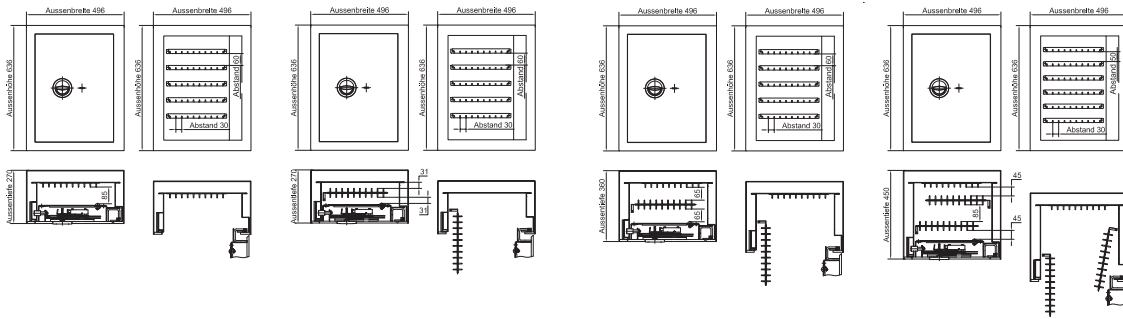 Aussenbreite 496
Aussenbreite 496
Aussenhöhe 636
Aussenhöhe 636
Abstand 60
Abstand 30
Aussentiefe 270
85
Aussenbreite 496
Aussenbreite 496
Aussenhöhe 636
Aussenhöhe 636
Abstand 60
Abstand 30
Aussentiefe 270
31
31
Aussenbreite 496
Aussenbreite 496
Aussenhöhe 636
Aussenhöhe 636
Abstand 60
Abstand 30
Aussentiefe 360
65
65
Aussenbreite 496
Aussenbreite 496
Aussenhöhe 636
Aussenhöhe 636
Abstand 50
Abstand 30
Aussentiefe 450
45
85
45